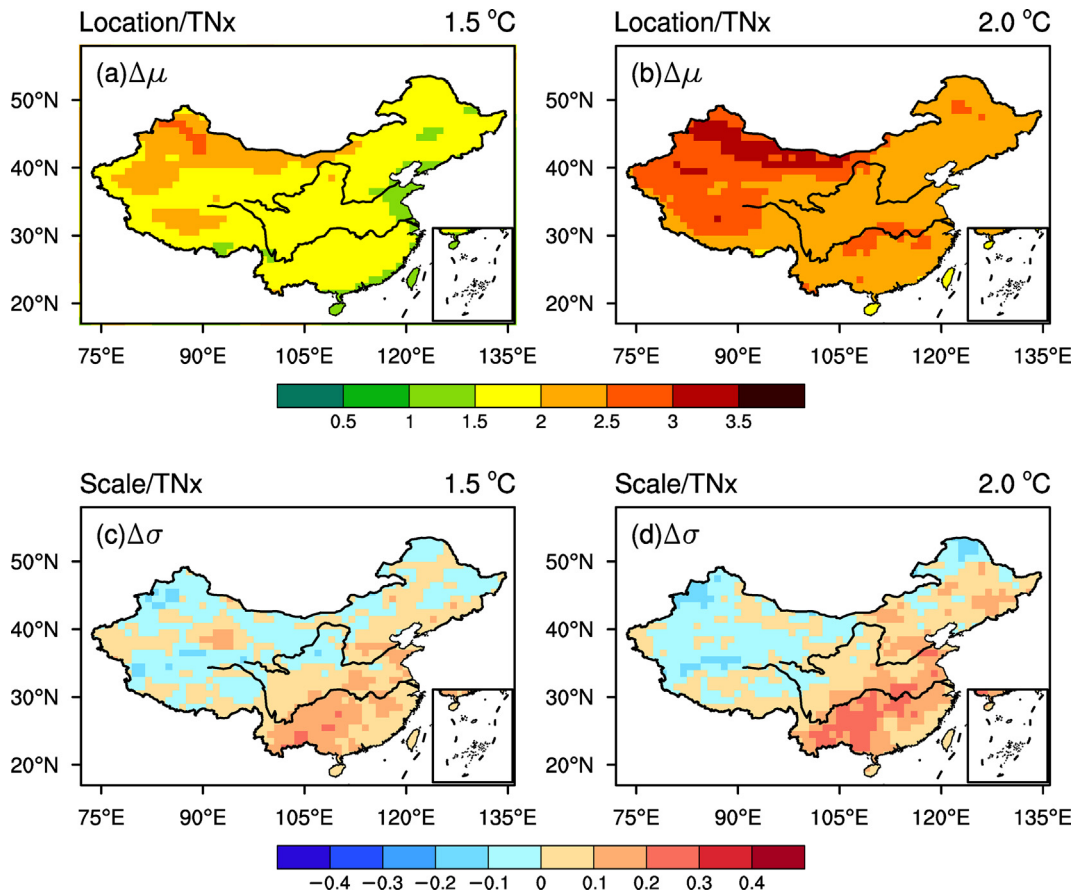 Location/TNx 1.5 °C Location/TNx 2.0 °C
(a)Δμ (b)Δμ
50°N 50°N
40°N 40°N
30°N 30°N
20°N 20°N
75°E 90°E 105°E 120°E 135°E 75°E 90°E 105°E 120°E 135°E
0.5 1 1.5 2 2.5 3 3.5
Scale/TNx 1.5 °C Scale/TNx 2.0 °C
(c)Δσ (d)Δσ
50°N 50°N
40°N 40°N
30°N 30°N
20°N 20°N
75°E 90°E 105°E 120°E 135°E 75°E 90°E 105°E 120°E 135°E
−0.4 −0.3 −0.2 −0.1 0 0.1 0.2 0.3 0.4